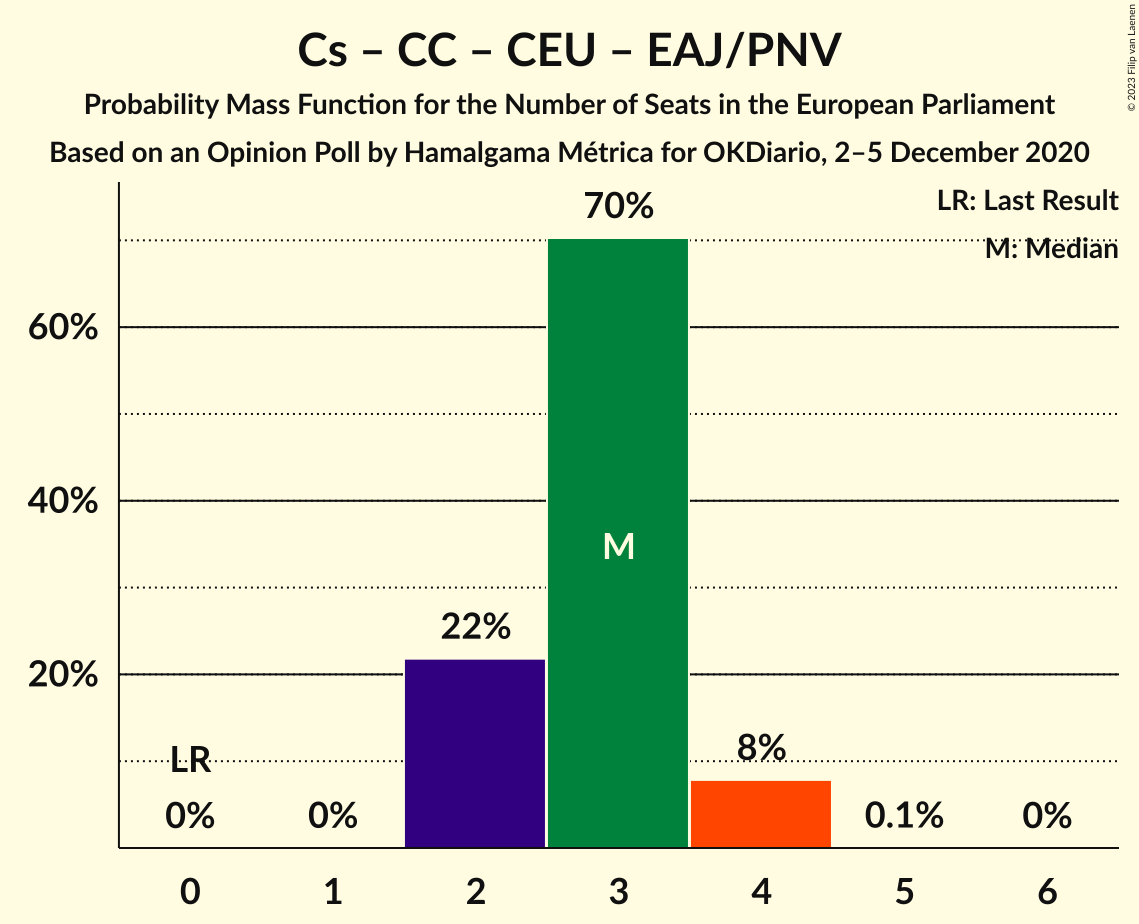 Cs – CC – CEU – EAJ/PNV
Probability Mass Function for the Number of Seats in the European Parliament
Based on an Opinion Poll by Hamalgama Métrica for OKDiario, 2–5 December 2020
© 2023 Filip van Laenen
LR: Last Result
M: Median
70%
60%
40%
20%
M
22%
LR
8%
0%
0%
0.1%
0%
0
1
2
3
4
5
6